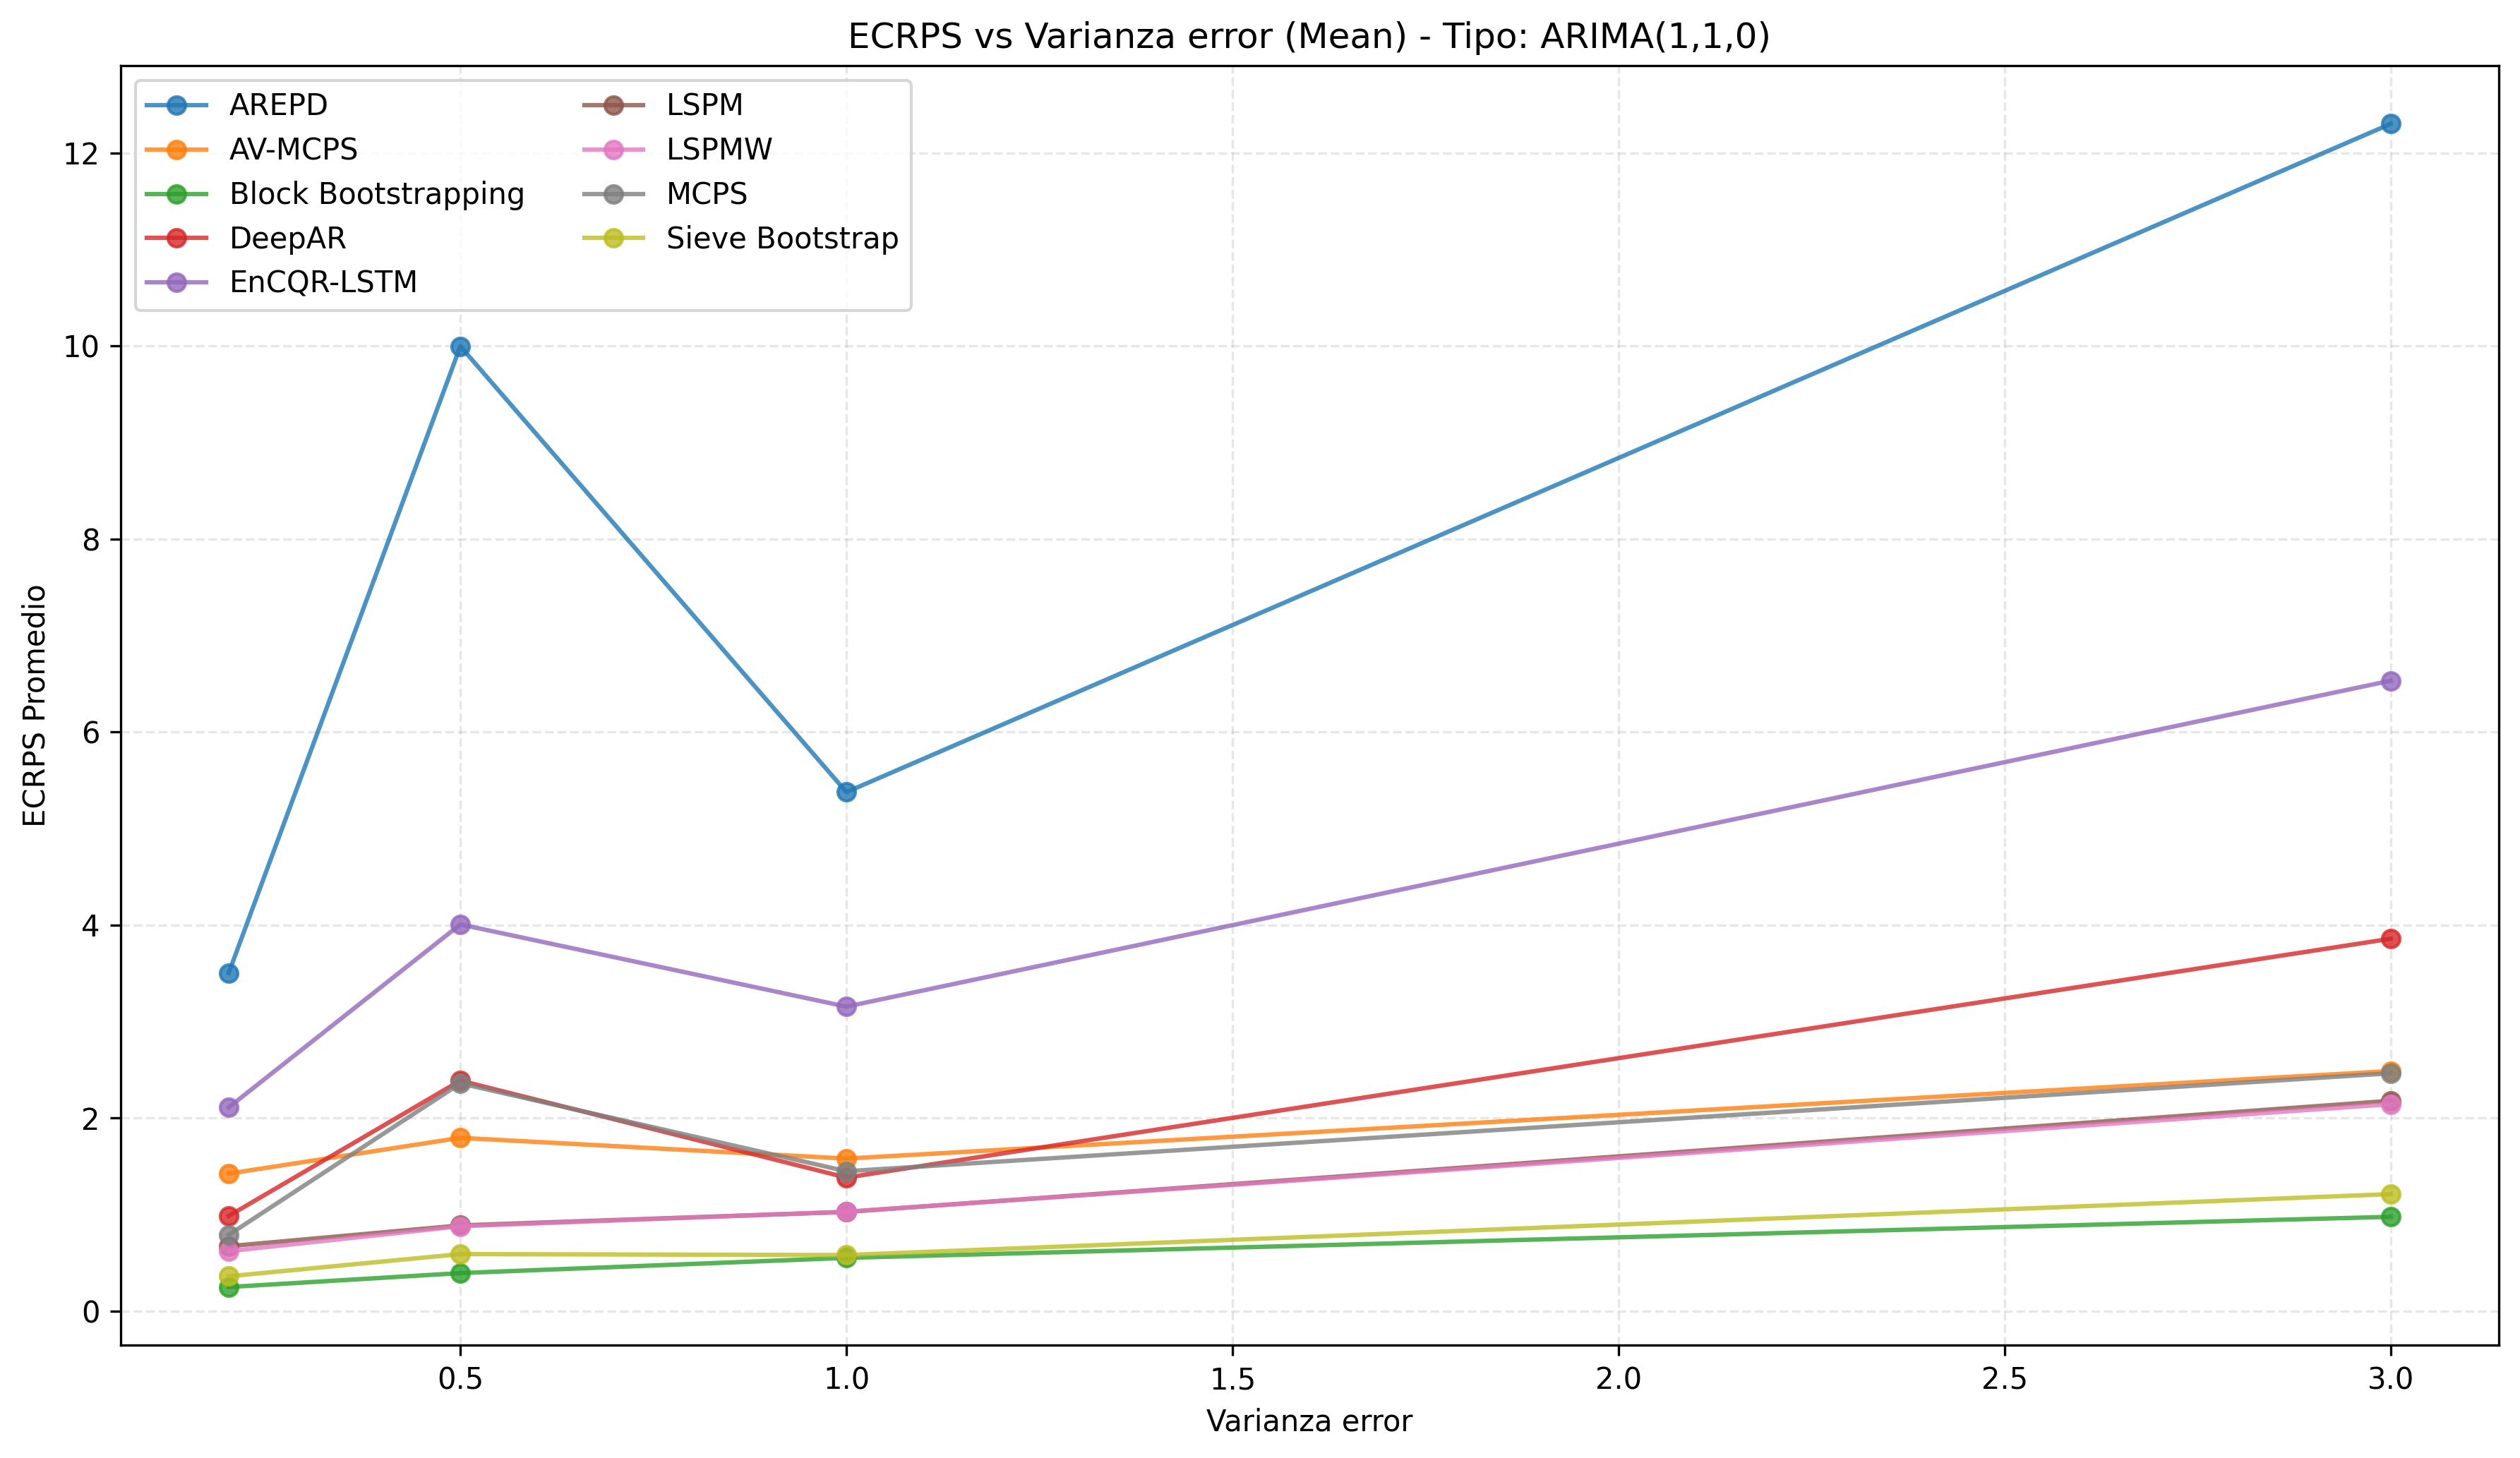 ECRPS vs Varianza error (Mean) - Tipo: ARIMA(1,1,0)
AREPD
AV-MCPS
Block Bootstrapping
DeepAR
EnCQR-LSTM
LSPM
LSPMW
MCPS
Sieve Bootstrap
ECRPS Promedio
12
10
8
6
4
2
0
0.5 1.0 1.5 2.0 2.5 3.0
Varianza error